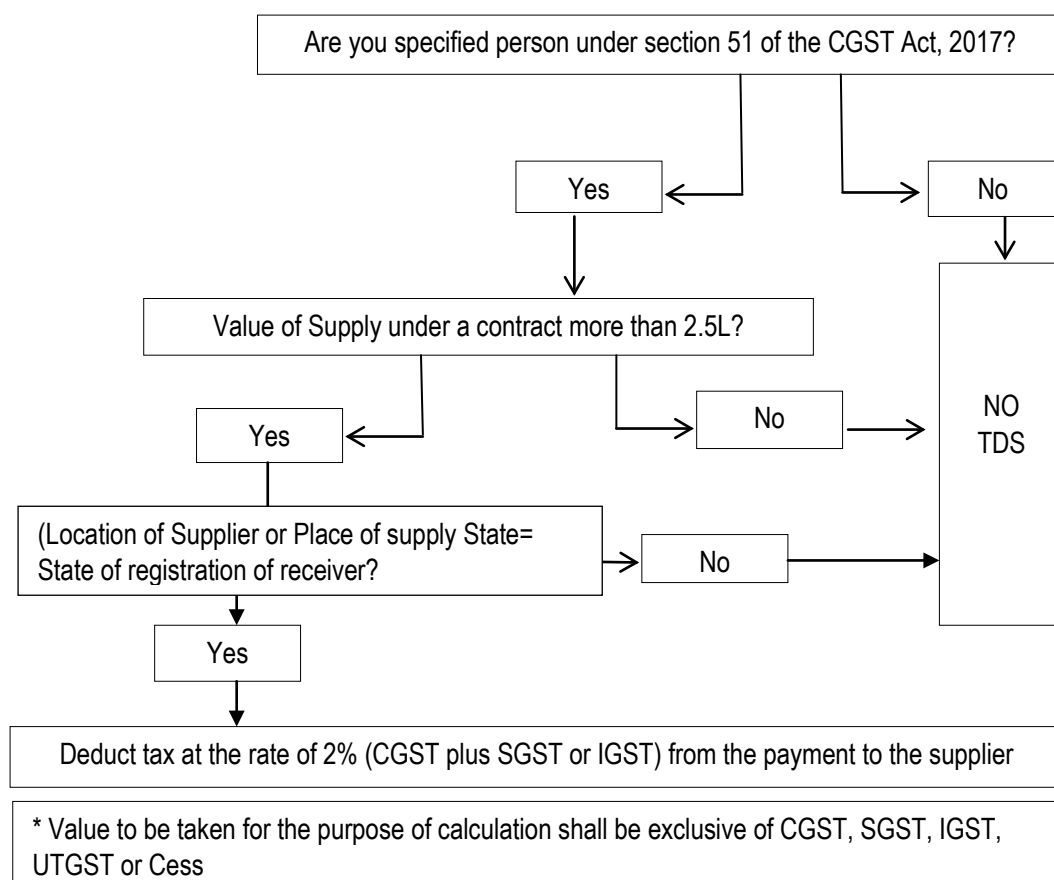 Are you specified person under section 51 of the CGST Act, 2017?
Yes
No
Value of Supply under a contract more than 2.5L?
Yes
No
NO
TDS
(Location of Supplier or Place of supply State=
State of registration of receiver?
No
Yes
Deduct tax at the rate of 2% (CGST plus SGST or IGST) from the payment to the supplier
* Value to be taken for the purpose of calculation shall be exclusive of CGST, SGST, IGST,
UTGST or Cess